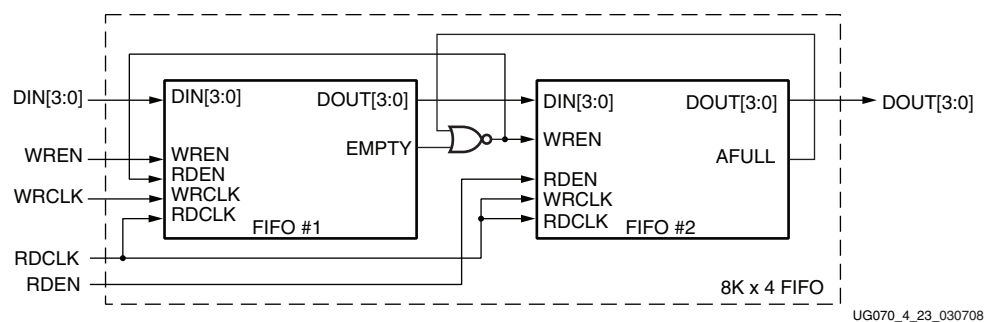 DIN[3:0] DIN[3:0] DOUT[3:0] DIN[3:0] DOUT[3:0] DOUT[3:0]
EMPTY WREN
WREN WREN AFULL
RDEN RDEN
WRCLK WRCLK WRCLK
RDCLK RDCLK
FIFO #1 FIFO #2
RDCLK
RDEN
8K x 4 FIFO
UG070_4_23_030708